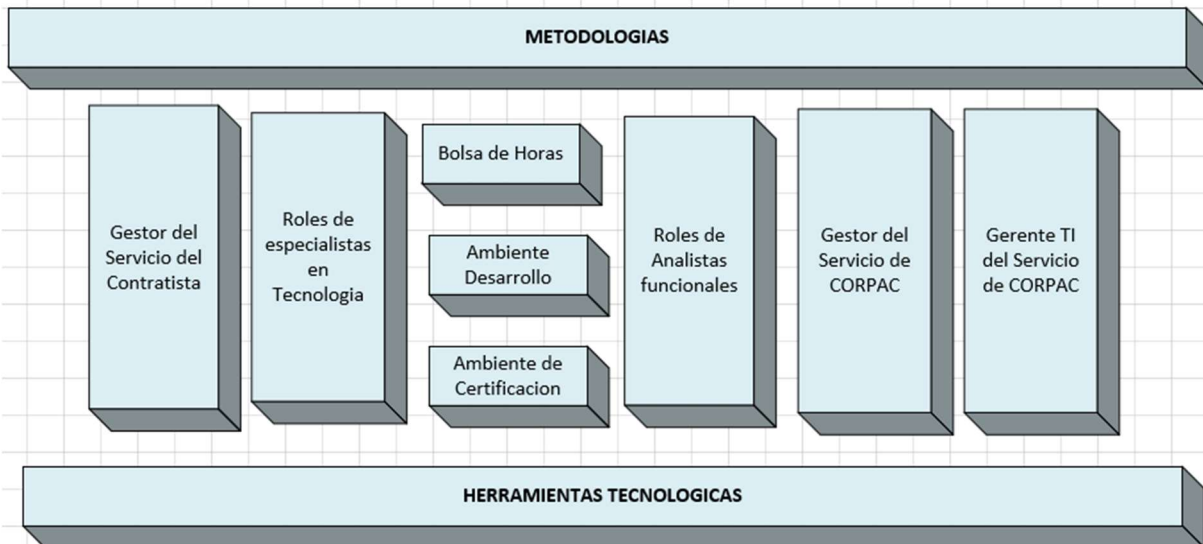 METODOLOGIAS
Gestor del
Servicio del
Contratista
Roles de
especialistas
en
Tecnologia
Bolsa de Horas
Ambiente
Desarrollo
Ambiente de
Certificacion
Roles de
Analistas
funcionales
Gestor del
Servicio de
CORPAC
Gerente TI
del Servicio
de CORPAC
HERRAMIENTAS TECNOLOGICAS